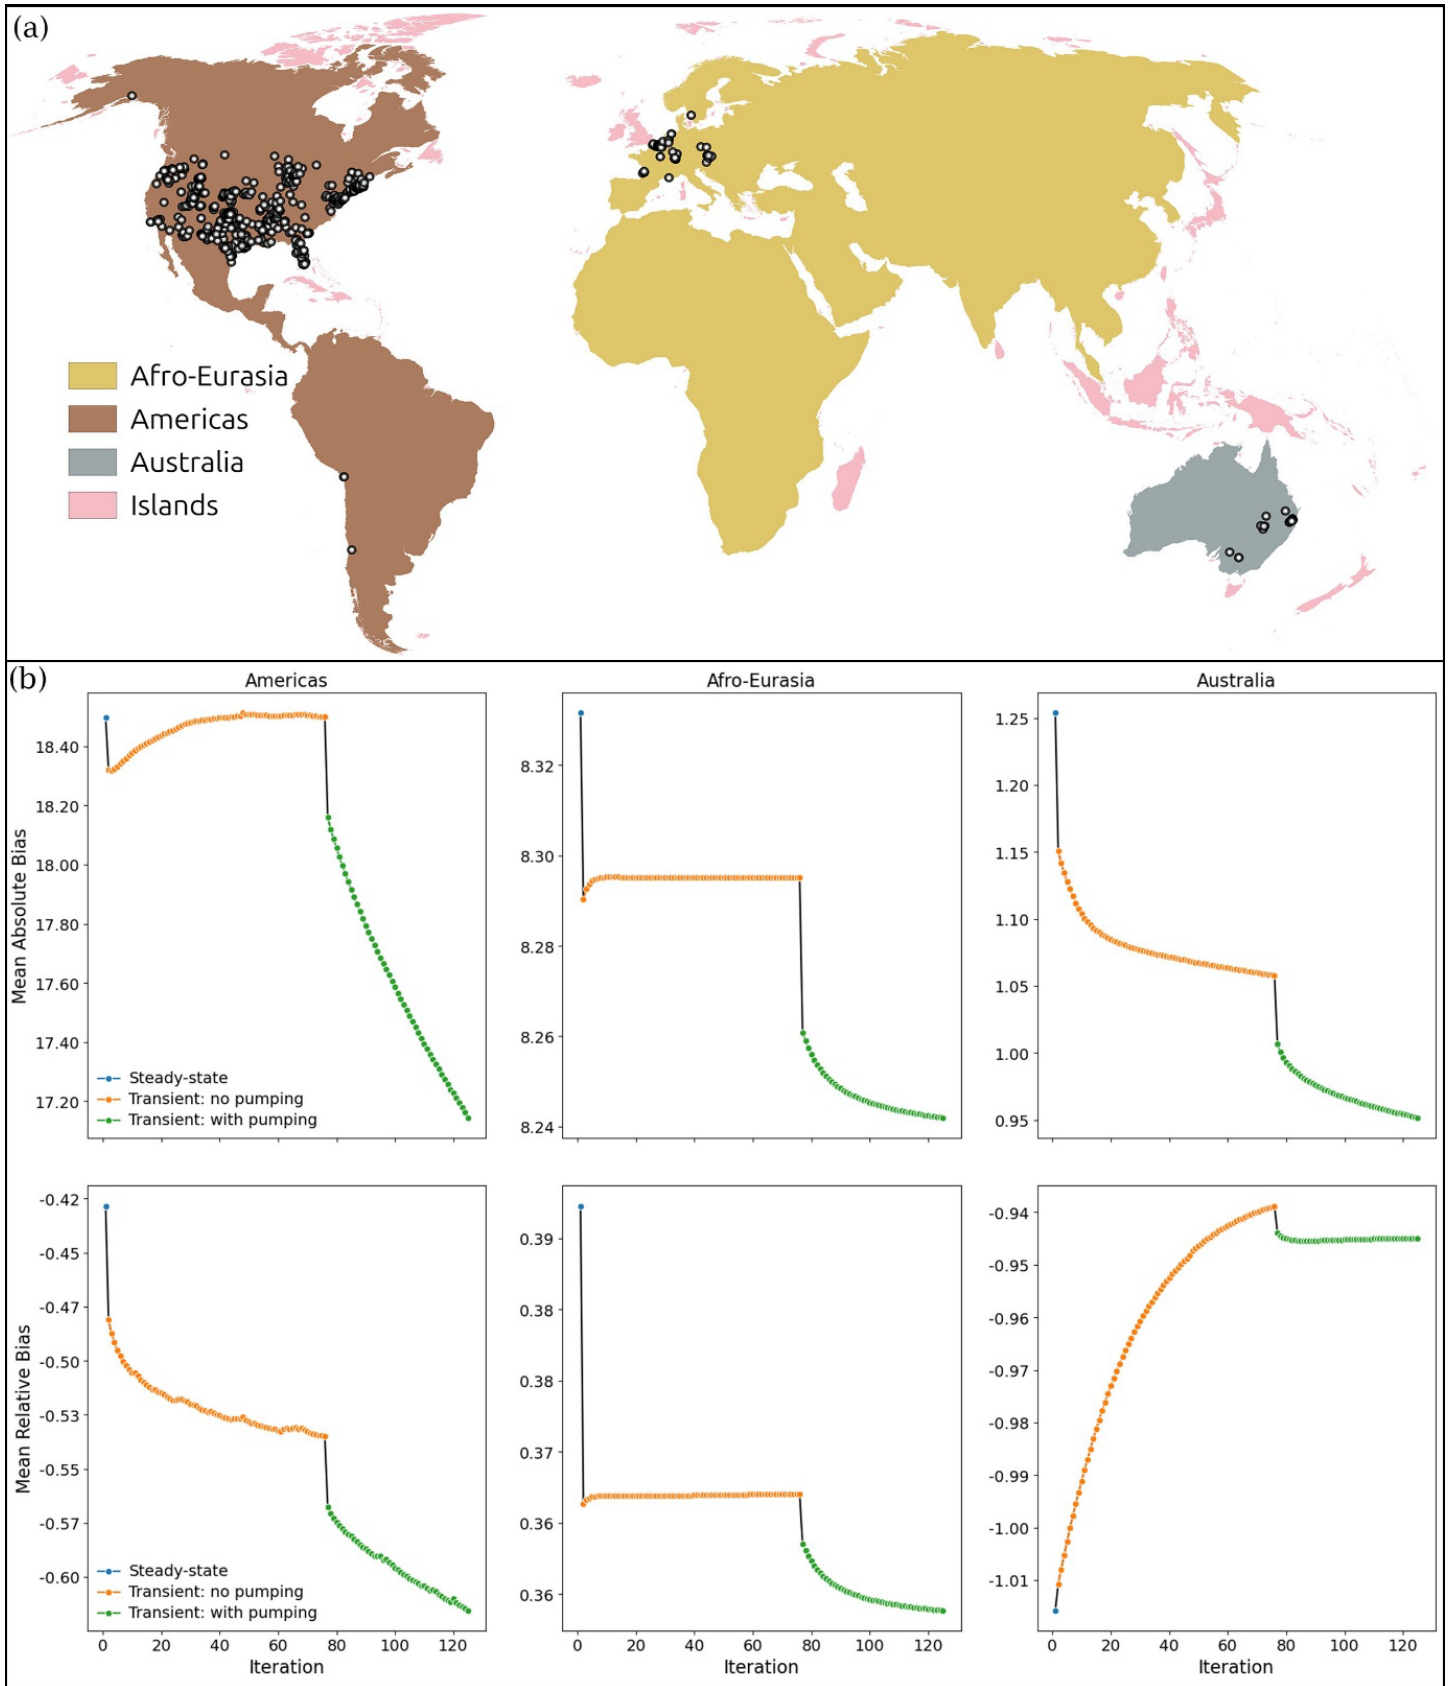 (a)
Afro-Eurasia
Americas
Australia
Islands
(b)
Americas
Afro-Eurasia
Australia
Mean Absolute Bias
18.40
18.20
18.00
17.80
17.60
17.40
17.20
Steady-state
Transient: no pumping
Transient: with pumping
8.32
8.30
8.28
8.26
8.24
1.25
1.20
1.15
1.10
1.05
1.00
0.95
Mean Relative Bias
-0.42
-0.45
-0.47
-0.50
-0.53
-0.55
-0.57
-0.60
Steady-state
Transient: no pumping
Transient: with pumping
0 20 40 60 80 100 120
Iteration
0.39
0.38
0.38
0.37
0.36
0.36
0 20 40 60 80 100 120
Iteration
-0.94
-0.95
-0.96
-0.97
-0.98
-0.99
-1.00
-1.01
0 20 40 60 80 100 120
Iteration